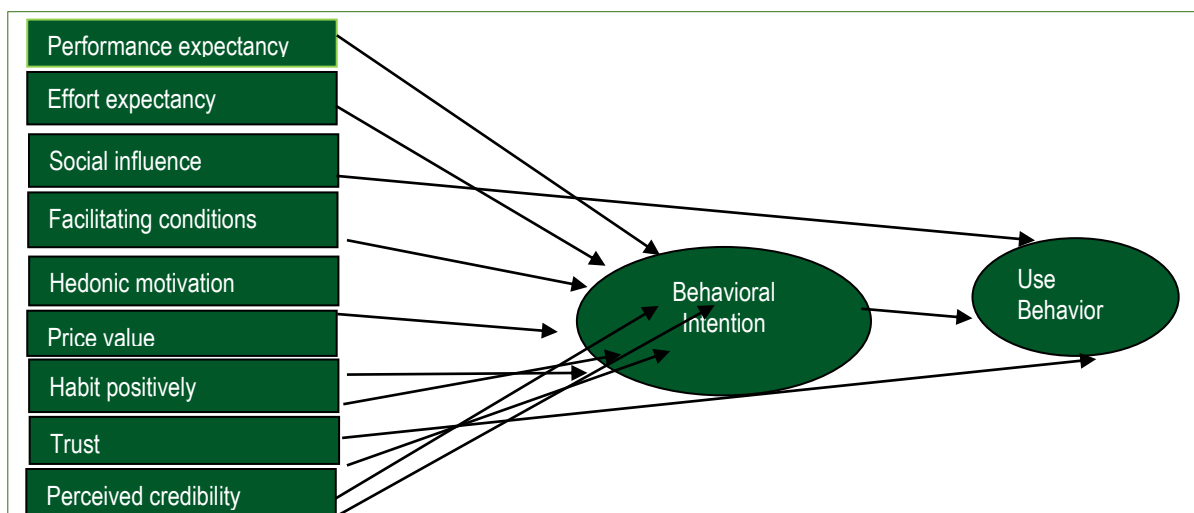 Performance expectancy
Effort expectancy
Social influence
Facilitating conditions
Hedonic motivation
Price value
Habit positively
Trust
Perceived credibility
Behavioral
Intention
Use
Behavior